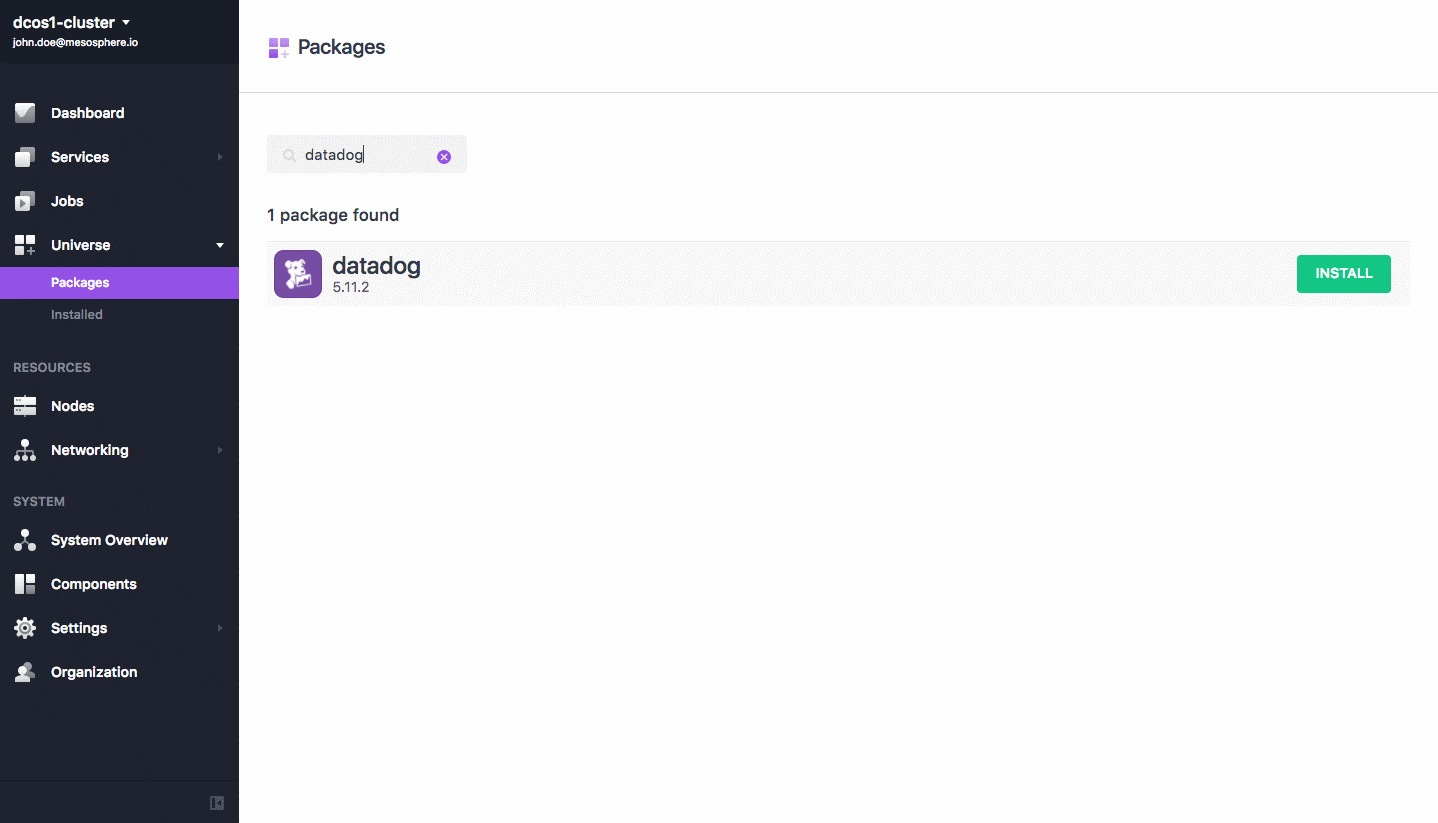 dcos1-cluster
john.doe@mesosphere.io
Dashboard
Services
Jobs
Universe
Packages
Installed
RESOURCES
Nodes
Networking
SYSTEM
System Overview
Components
Settings
Organization
Packages
datadog
1 package found
datadog
5.11.2
INSTALL